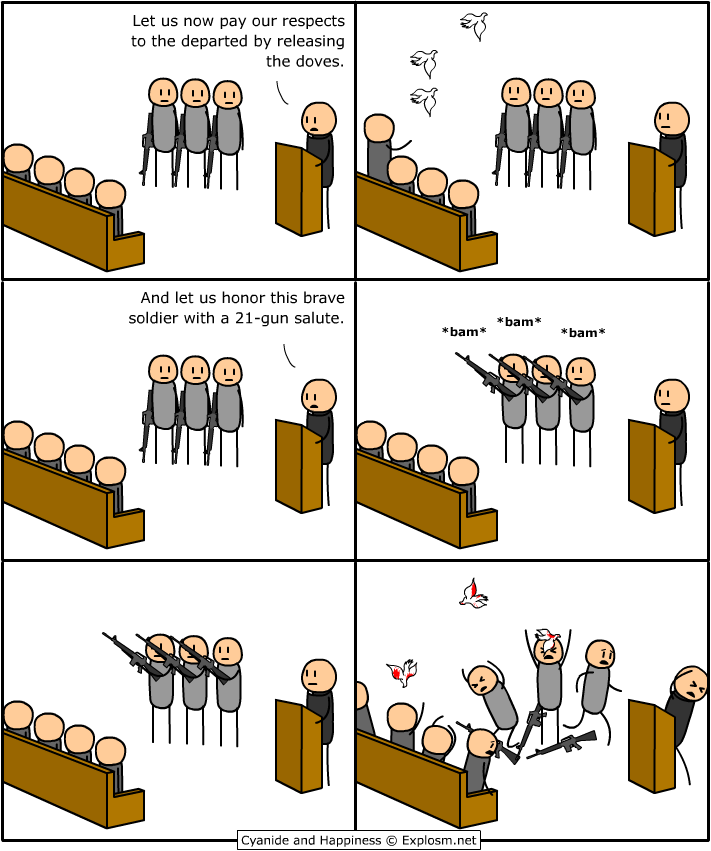 Let us now pay our respects
to the departed by releasing
the doves.
And let us honor this brave
soldier with a 21-gun salute.
*bam*
*bam*
*bam*
Cyanide and Happiness © Explosm.net